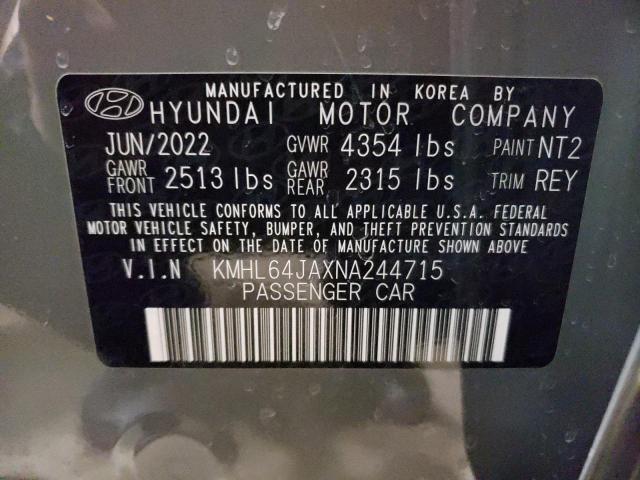 MANUFACTURED IN KOREA BY
HYUNDAI MOTOR COMPANY
JUN/2022 GVWR 4354 lbs PAINT NT2
GAWR FRONT 2513 lbs GAWR REAR 2315 lbs TRIM REY
THIS VEHICLE CONFORMS TO ALL APPLICABLE U.S.A. FEDERAL
MOTOR VEHICLE SAFETY, BUMPER, AND THEFT PREVENTION STANDARDS
IN EFFECT ON THE DATE OF MANUFACTURE SHOWN ABOVE.
V.I.N KMHL64JAXNA244715
PASSENGER CAR